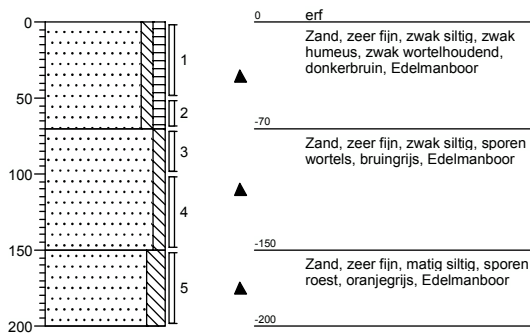 0
50
100
150
200
1
2
3
4
5
0 erf
Zand, zeer fijn, zwak siltig, zwak
humeus, zwak wortelhoudend,
donkerbruin, Edelmanboor
-70
Zand, zeer fijn, zwak siltig, sporen
wortels, bruingrijs, Edelmanboor
-150
Zand, zeer fijn, matig siltig, sporen
roest, oranjegrijs, Edelmanboor
-200